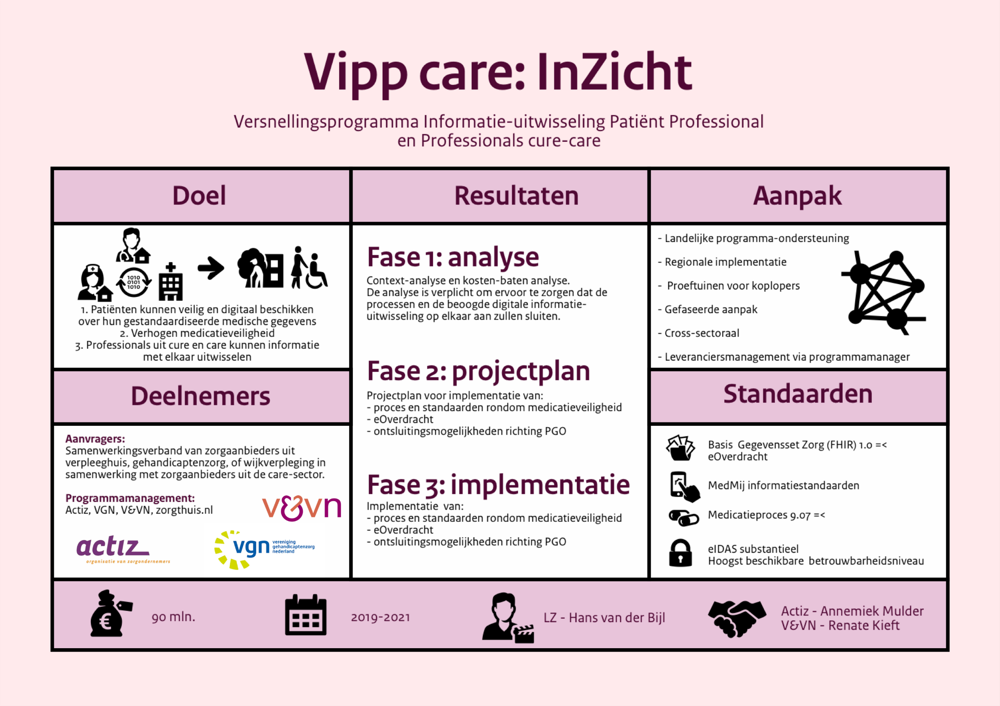 Vipp care: InZicht
Versnellingsprogramma Informatie-uitwisseling Patiënt Professional
en Professionals cure-care
Doel
1010
0101
1010
1. Patiënten kunnen veilig en digitaal beschikken
over hun gestandaardiseerde medische gegevens
2. Verhogen medicatieveiligheid
3. Professionals uit cure en care kunnen informatie
met elkaar uitwisselen
Deelnemers
Aanvragers:
Samenwerkingsverband van zorgaanbieders uit
verpleeghuis, gehandicaptenzorg, of wijkverpleging in
samenwerking met zorgaanbieders uit de care-sector.
Programmamanagement:
Actiz, VGN, V&VN, zorgthuis.nl
v&vn
actiz
organisatie van zorgondernemers
vgn
vereniging
gehandicaptenzorg
nederland
Resultaten
Fase 1: analyse
Context-analyse en kosten-baten analyse.
De analyse is verplicht om ervoor te zorgen dat de
processen en de beoogde digitale informatie-
uitwisseling op elkaar aan zullen sluiten.
Fase 2: projectplan
Projectplan voor implementatie van:
- proces en standaarden rondom medicatieveiligheid
- eOverdracht
- ontsluitingsmogelijkheden richting PGO
Fase 3: implementatie
Implementatie van:
- proces en standaarden rondom medicatieveiligheid
- eOverdracht
- ontsluitingsmogelijkheden richting PGO
Aanpak
- Landelijke programma-ondersteuning
- Regionale implementatie
- Proeftuinen voor koplopers
- Gefaseerde aanpak
- Cross-sectoraal
- Leveranciersmanagement via programmamanager
Standaarden
Basis Gegevensset Zorg (FHIR) 1.0 =<
eOverdracht
MedMij informatiestandaarden
Medicatieproces 9.07 =<
eIDAS substantieel
Hoogst beschikbare betrouwbarheidsniveau
€
90 mln.
2019-2021
LZ - Hans van der Bijl
Actiz - Annemiek Mulder
V&VN - Renate Kieft